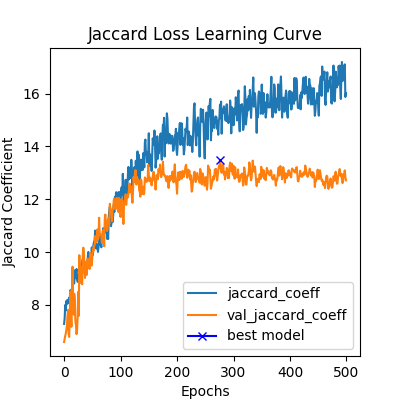 Jaccard Loss Learning Curve
Jaccard Coefficient
16
14
12
10
8
jaccard_coeff
val_jaccard_coeff
best model
0 100 200 300 400 500
Epochs